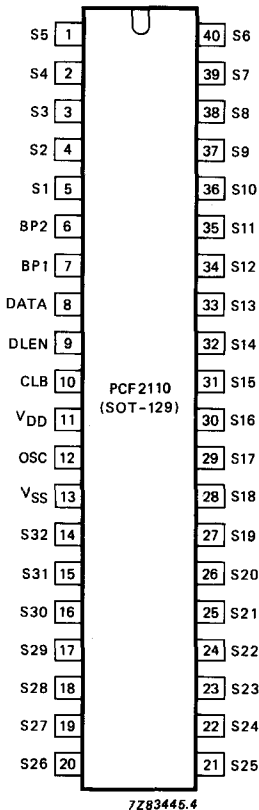 S5 1 40 S6
S4 2 39 S7
S3 3 38 S8
S2 4 37 S9
S1 5 36 S10
BP2 6 35 S11
BP1 7 34 S12
DATA 8 33 S13
DLEN 9 32 S14
CLB 10 31 S15
PCF2110
(SOT-129)
VDD 11 30 S16
OSC 12 29 S17
VSS 13 28 S18
S32 14 27 S19
S31 15 26 S20
S30 16 25 S21
S29 17 24 S22
S28 18 23 S23
S27 19 22 S24
S26 20 21 S25
7Z83445.4